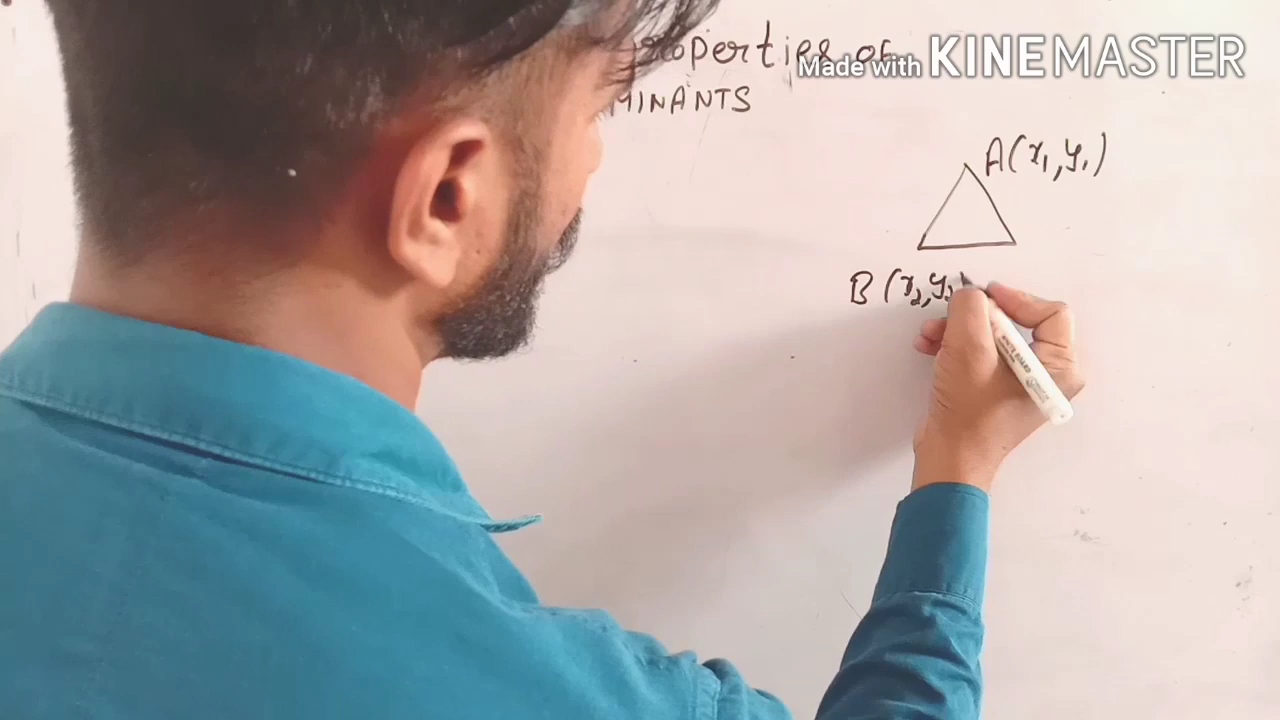 Properties of
MINANTS
Made with KINEMASTER
A(x₁,y₁)
B(x₂,y₂)